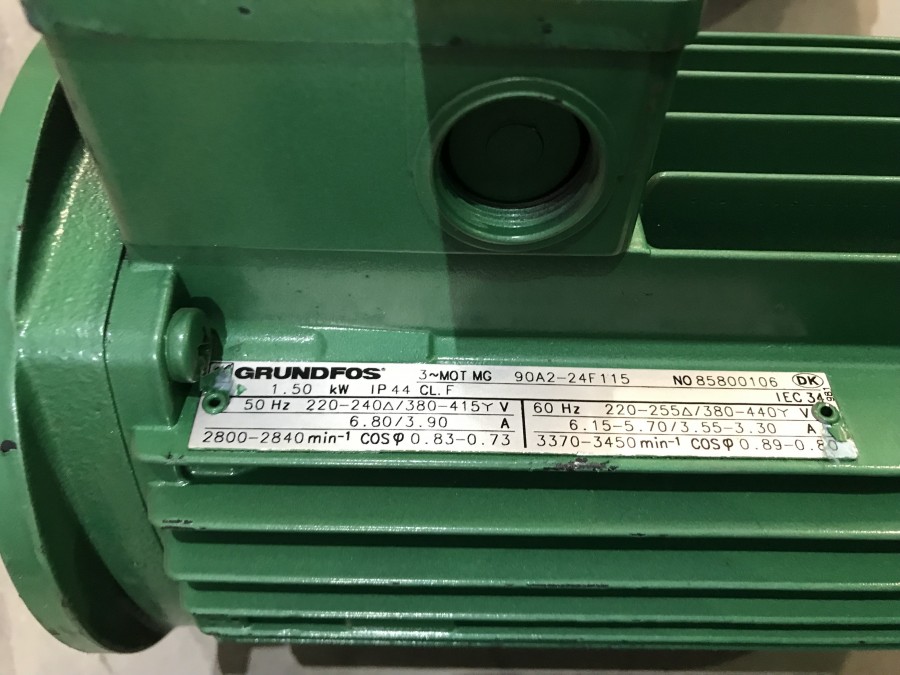 GRUNDFOS 3~MOT MG 90A2-24F115 NO 85800106 DK
1.50 kW IP 44 CL.F IEC 34
50 Hz 220-240△/380-415Y V
6.80/3.90 A
2800-2840 min⁻¹ COSφ 0.83-0.73
60 Hz 220-255△/380-440Y V
6.15-5.70/3.55-3.30 A
3370-3450 min⁻¹ COSφ 0.89-0.80